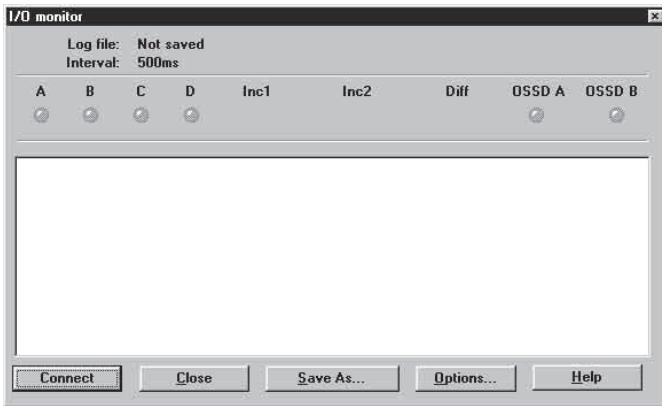 I/O monitor
Log file: Not saved
Interval: 500ms
A B C D Inc1 Inc2 Diff OSSD A OSSD B
Connect Close Save As... Options... Help